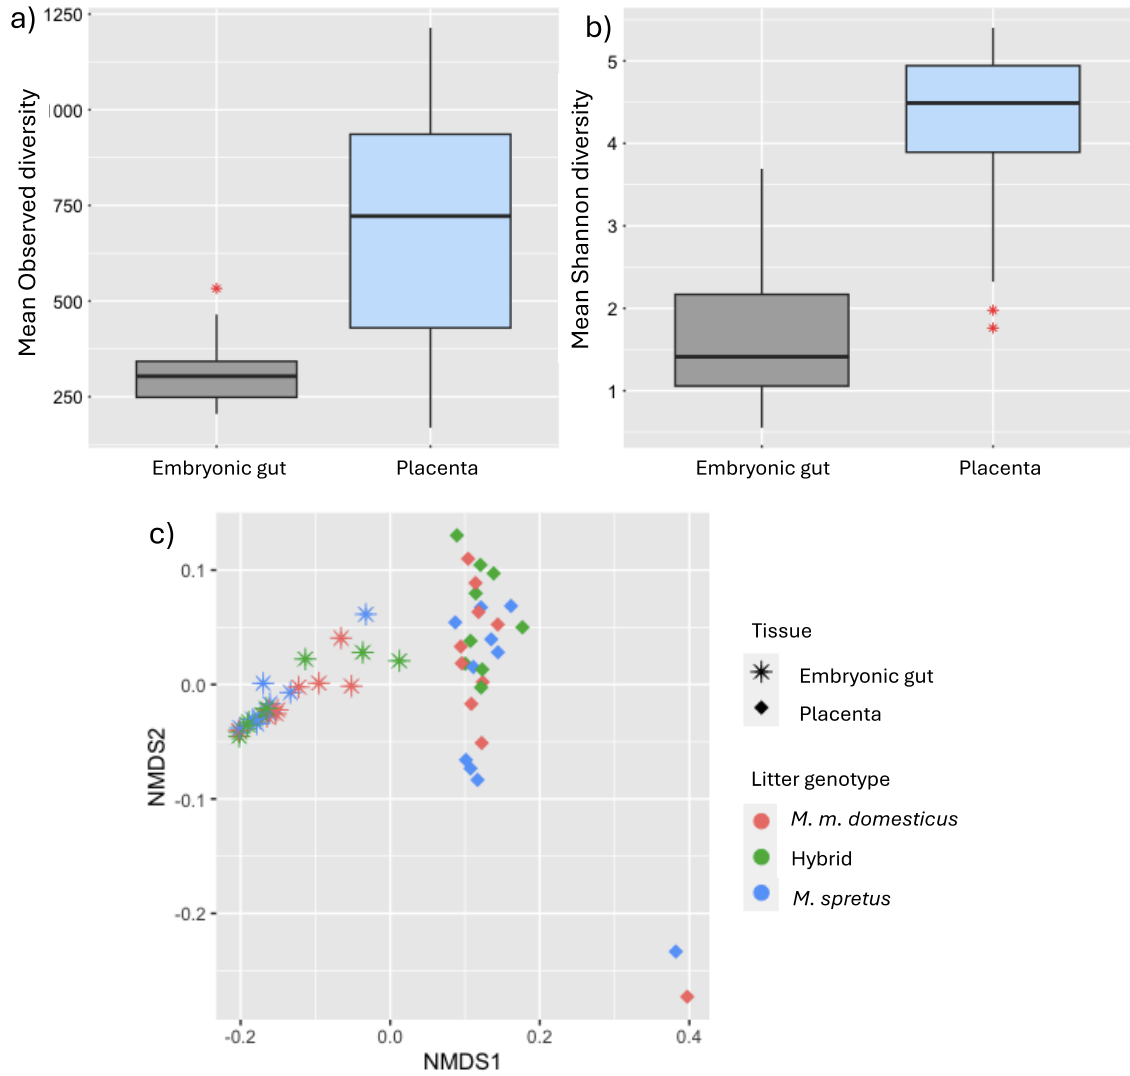 a)
1250
1000
750
500
250
Mean Observed diversity
Embryonic gut
Placenta
b)
5
4
3
2
1
Mean Shannon diversity
Embryonic gut
Placenta
c)
0.1
0.0
-0.1
-0.2
NMDS2
-0.2
0.0
0.2
0.4
NMDS1
Tissue
Embryonic gut
Placenta
Litter genotype
M. m. domesticus
Hybrid
M. spretus